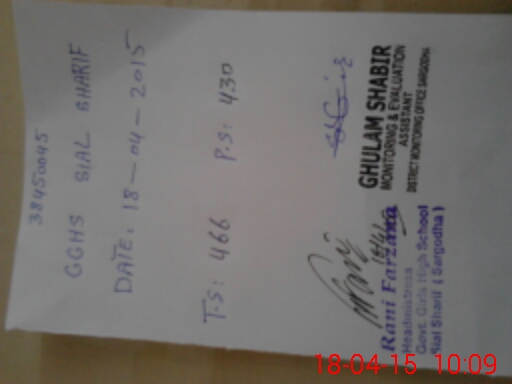 38450045
GGHS SIAL SHARIF
DATE: 18-04-2015
T.S: 466 P.S: 430
GHULAM SHABIR
MONITORING & EVALUATION
ASSISTANT
DISTRICT MONITORING OFFICE SARGODHA
Rani Farzana
Headmistress
Govt. Girls High School
Sial Sharif ( Sargodha )
18-04-15 10:09